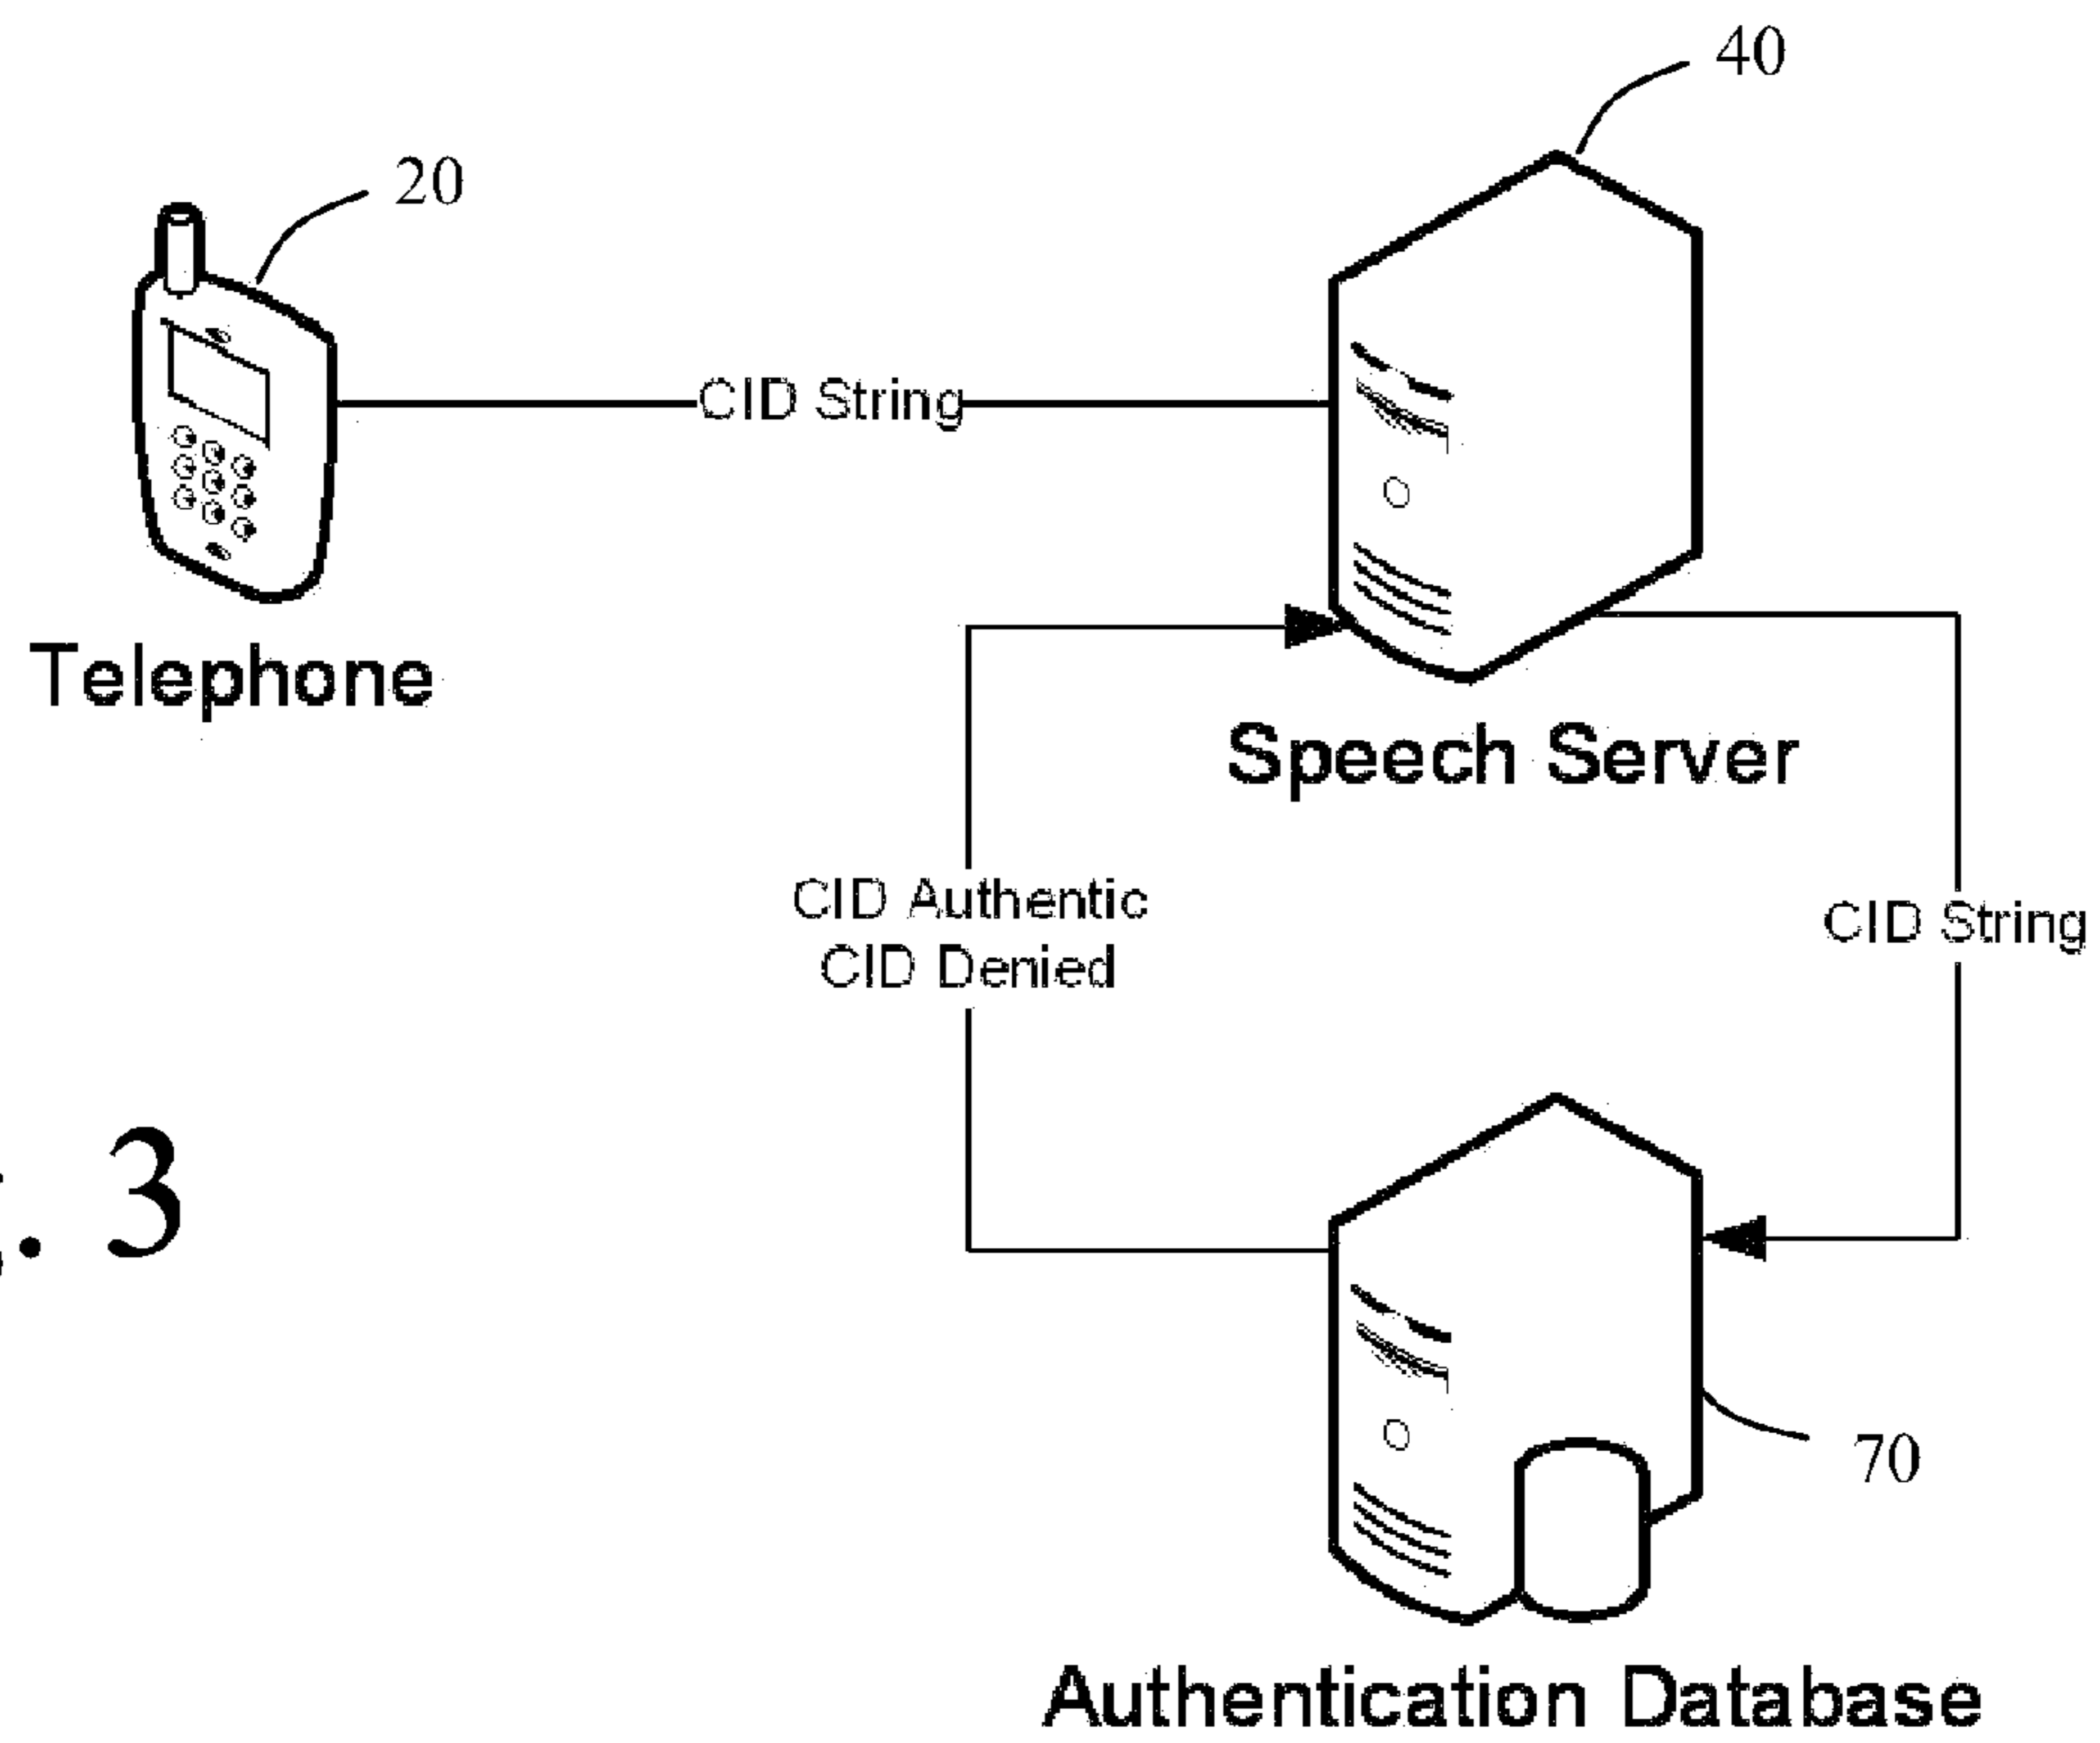 40
20
CID String
Telephone
Speech Server
CID Authentic
CID Denied
CID String
. 3
70
Authentication Database